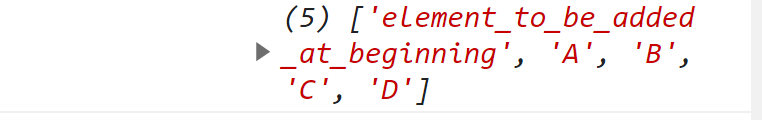 (5) ['element_to_be_added
_at_beginning', 'A', 'B',
'C', 'D']